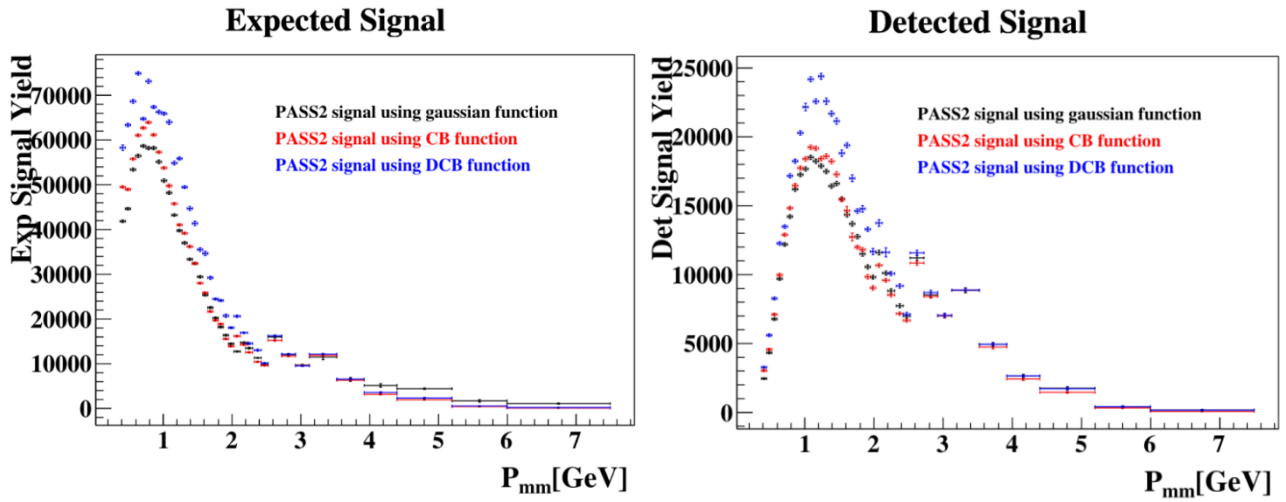 Expected Signal
Exp Signal Yield
70000
60000
50000
40000
30000
20000
10000
0
PASS2 signal using gaussian function
PASS2 signal using CB function
PASS2 signal using DCB function
1 2 3 4 5 6 7
P_mm[GeV]
Detected Signal
Det Signal Yield
25000
20000
15000
10000
5000
0
PASS2 signal using gaussian function
PASS2 signal using CB function
PASS2 signal using DCB function
1 2 3 4 5 6 7
P_mm[GeV]